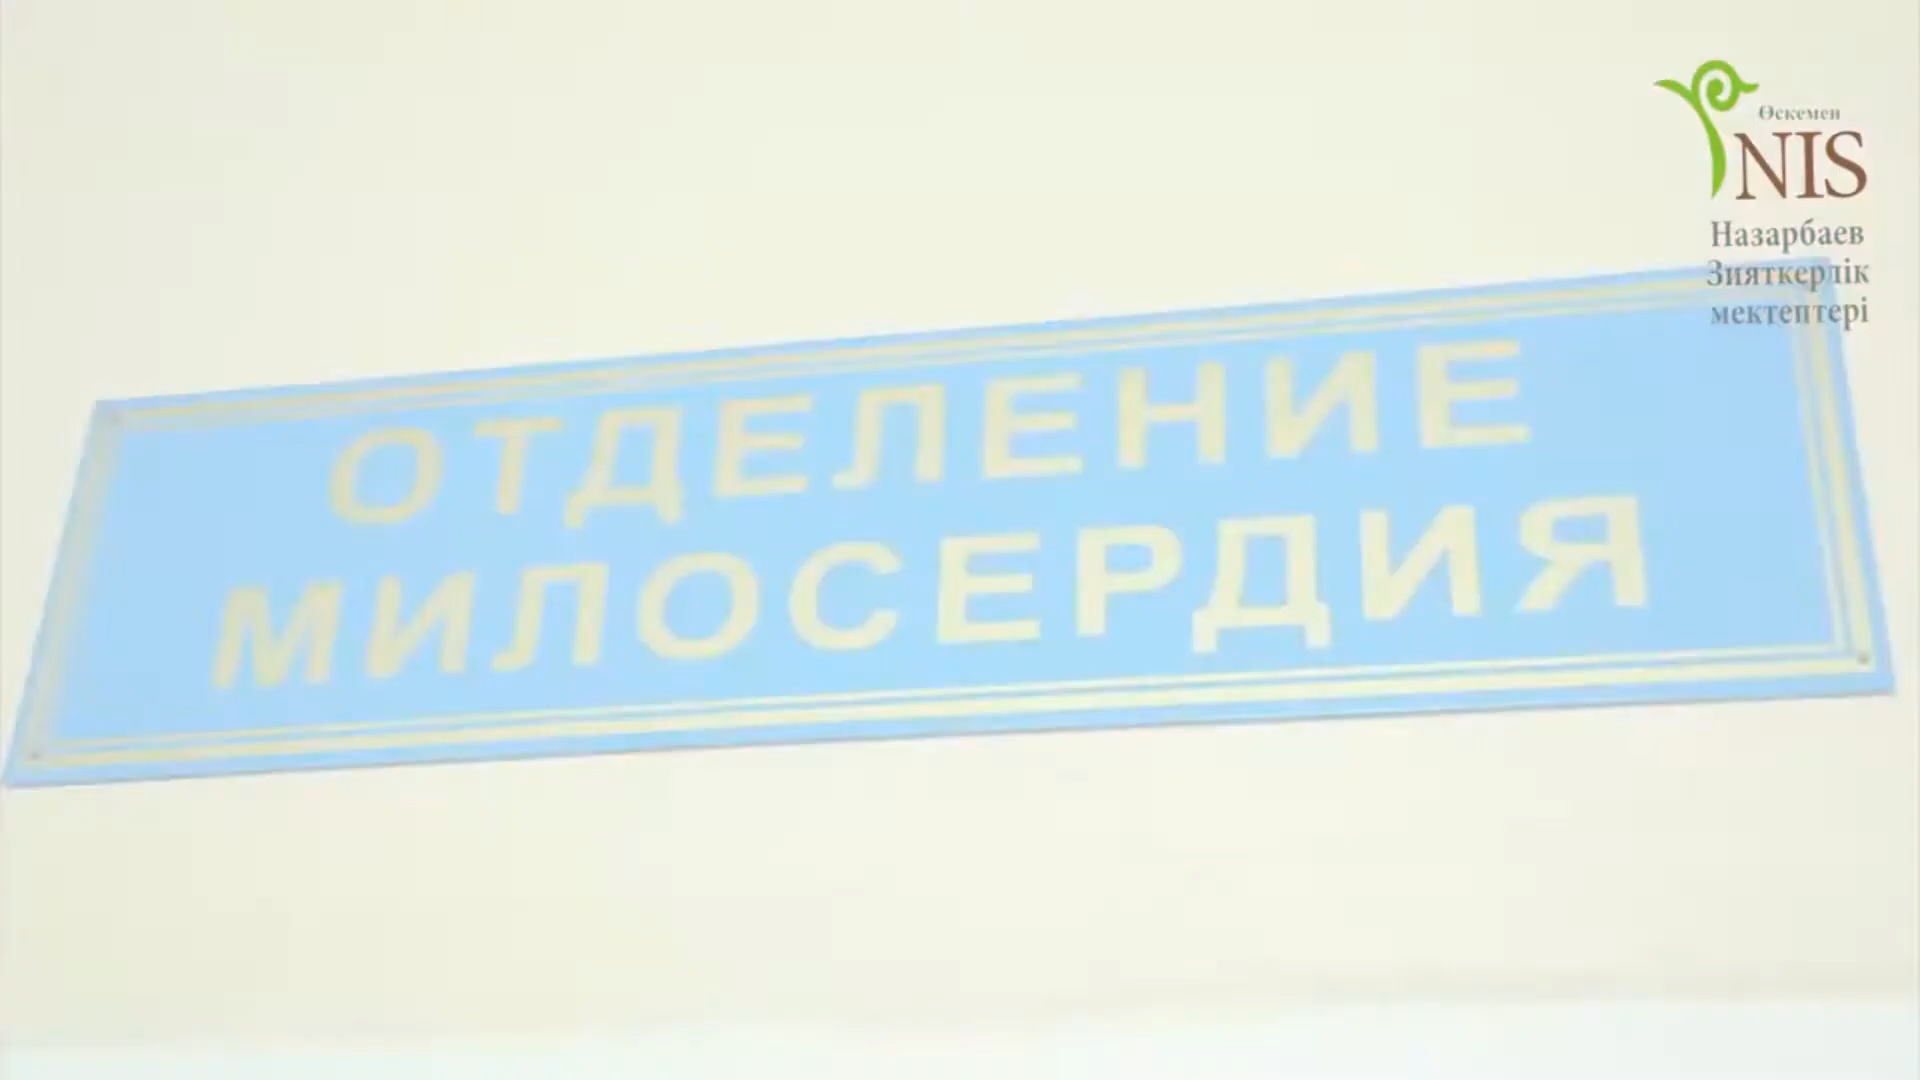 Өскемен
NIS
Назарбаев
Зияткерлік
мектептері
ОТДЕЛЕНИЕ
МИЛОСЕРДИЯ